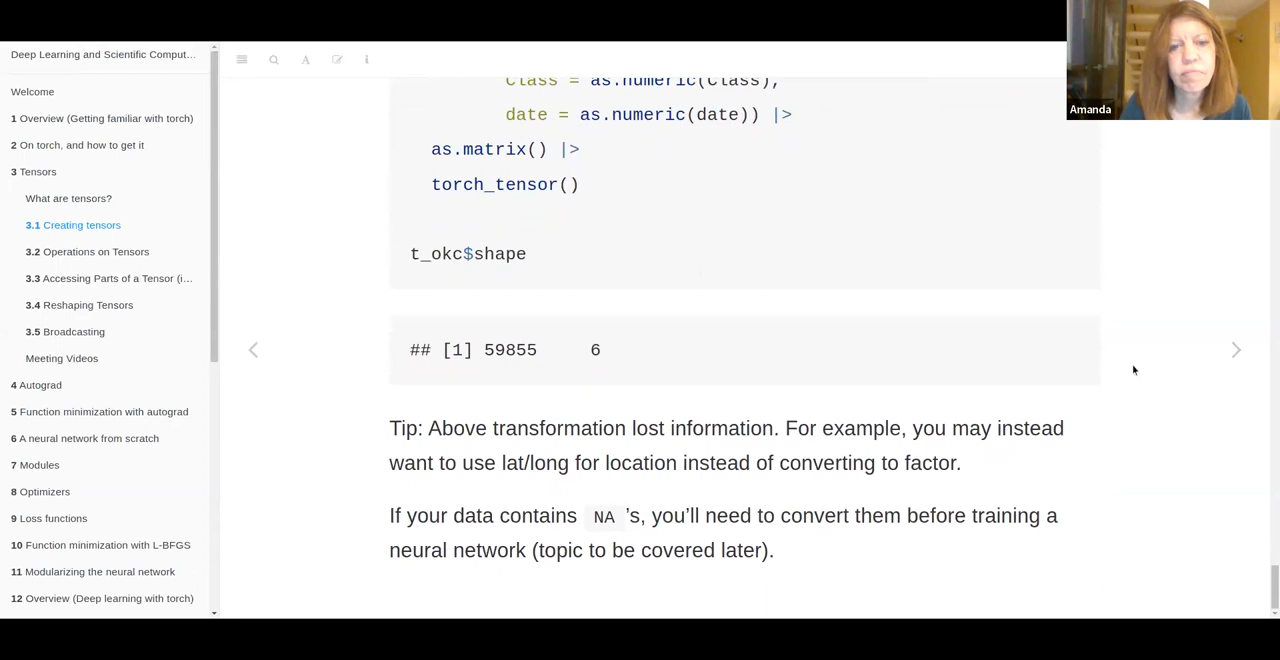 Deep Learning and Scientific Comput...
Welcome
1 Overview (Getting familiar with torch)
2 On torch, and how to get it
3 Tensors
What are tensors?
3.1 Creating tensors
3.2 Operations on Tensors
3.3 Accessing Parts of a Tensor (i...
3.4 Reshaping Tensors
3.5 Broadcasting
Meeting Videos
4 Autograd
5 Function minimization with autograd
6 A neural network from scratch
7 Modules
8 Optimizers
9 Loss functions
10 Function minimization with L-BFGS
11 Modularizing the neural network
12 Overview (Deep learning with torch)
A
i
Class = as.numeric(Class),
date = as.numeric(date)) |>
as.matrix() |>
torch_tensor()
t_okc$shape
## [1] 59855 6
Tip: Above transformation lost information. For example, you may instead
want to use lat/long for location instead of converting to factor.
If your data contains NA 's, you'll need to convert them before training a
neural network (topic to be covered later).
Amanda